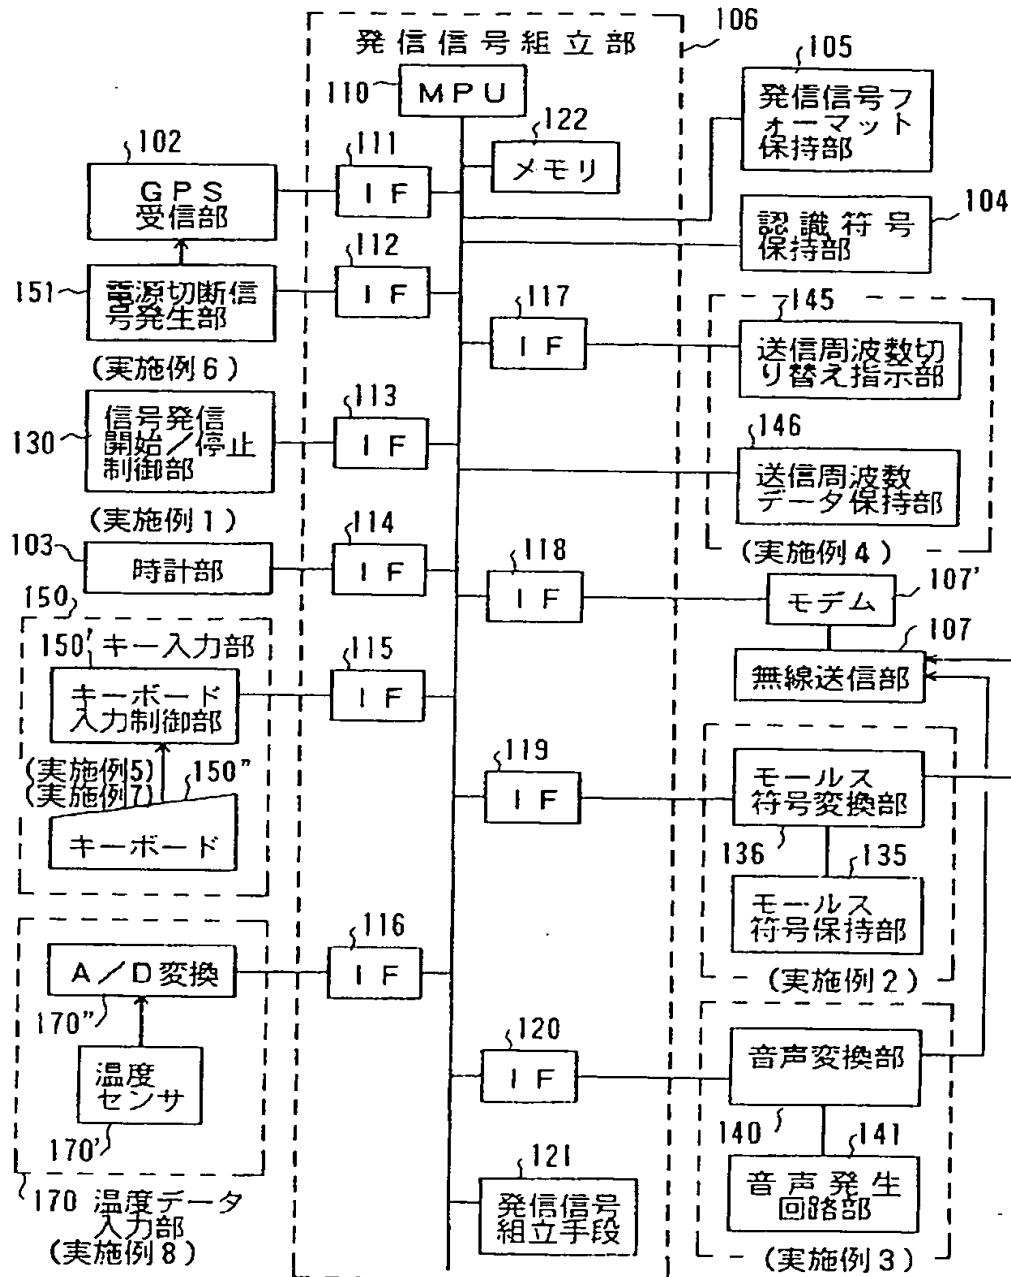 106
発信信号組立部
110
MPU
105
発信信号フ
ォーマット
保持部
122
メモリ
102
GPS
受信部
111
IF
104
認識符号
保持部
112
IF
151
電源切断信
号発生部
(実施例6)
117
IF
145
送信周波数切
り替え指示部
113
IF
130
信号発信
開始/停止
制御部
(実施例1)
146
送信周波数
データ保持部
(実施例4)
114
IF
103
時計部
118
IF
107'
モデム
150
150'
キー入力部
キーボード
入力制御部
115
IF
107
無線送信部
(実施例5)
(実施例7)
150"
キーボード
119
IF
モールス
符号変換部
136
135
モールス
符号保持部
(実施例2)
116
IF
A/D変換
170"
温度
センサ
170'
170 温度データ
入力部
(実施例8)
120
IF
音声変換部
140
141
音声発生
回路部
(実施例3)
121
発信信号
組立手段